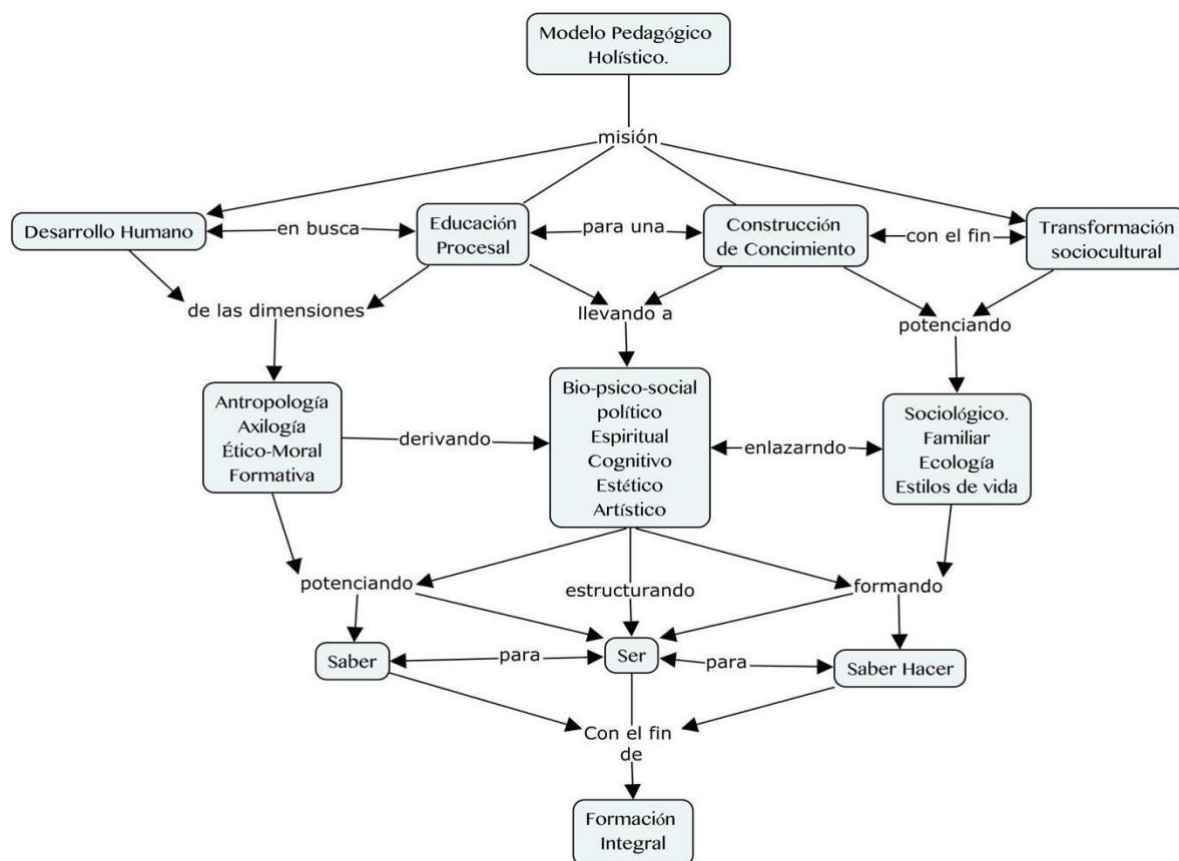 Modelo Pedagógico
Holístico.
misión
Desarrollo Humano
en busca
Educación
Procesal
para una
Construcción
de Concimiento
con el fin
Transformación
sociocultural
de las dimensiones
llevando a
potenciando
Antropología
Axilogía
Ético-Moral
Formativa
derivando
Bio-psico-social
político
Espiritual
Cognitivo
Estético
Artístico
enlazarndo
Sociológico.
Familiar
Ecología
Estilos de vida
potenciando
estructurando
formando
Saber
para
Ser
para
Saber Hacer
Con el fin
de
Formación
Integral